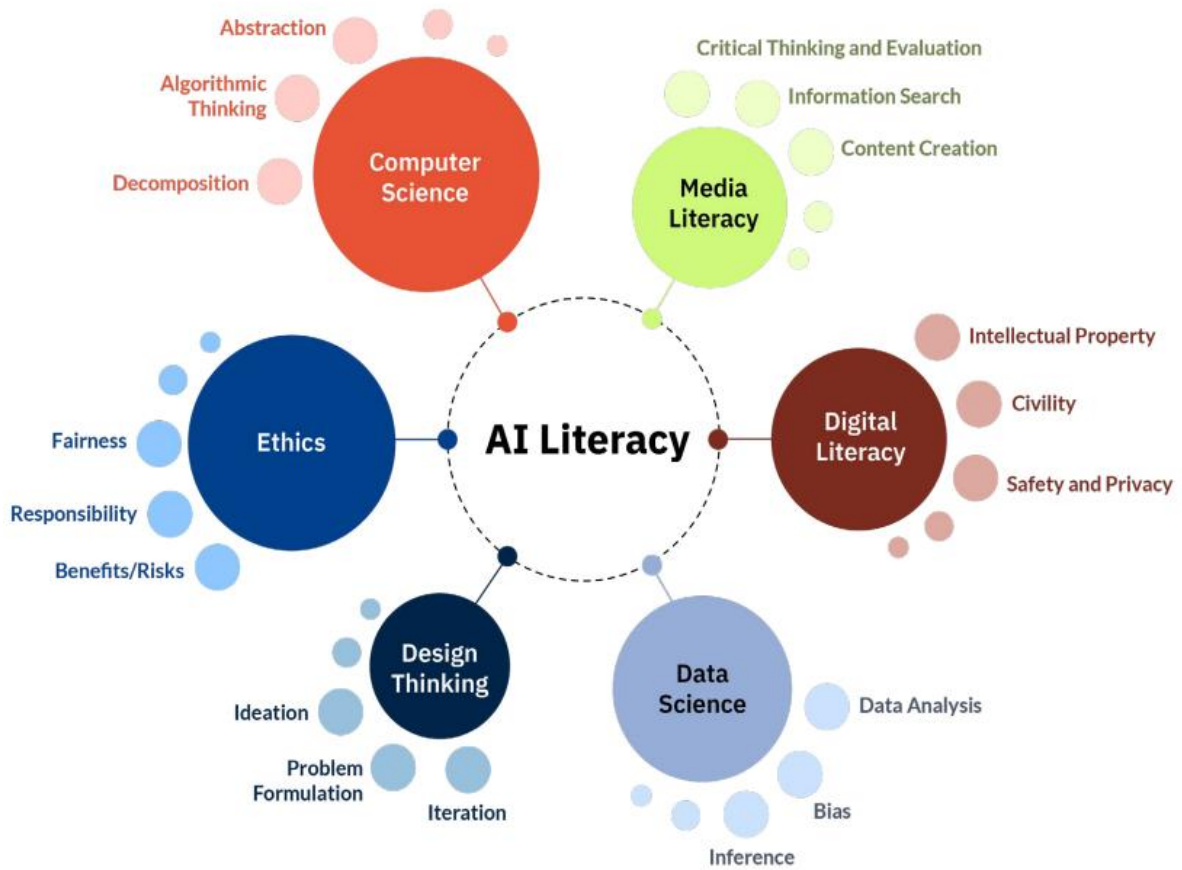 Abstraction
Algorithmic
Thinking
Decomposition
Computer
Science
Critical Thinking and Evaluation
Information Search
Content Creation
Media
Literacy
Fairness
Responsibility
Benefits/Risks
Ethics
AI Literacy
Digital
Literacy
Intellectual Property
Civility
Safety and Privacy
Design
Thinking
Ideation
Problem
Formulation
Iteration
Data
Science
Data Analysis
Bias
Inference